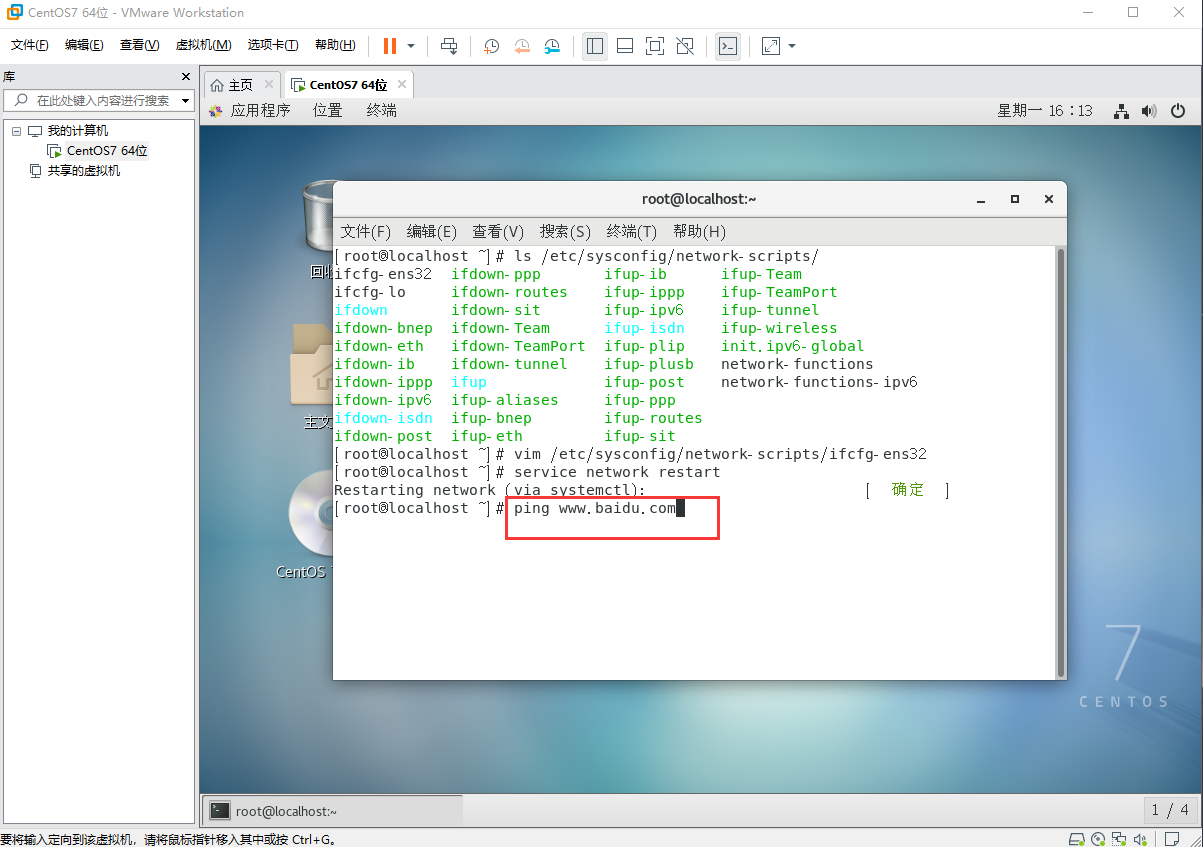 CentOS7 64位 - VMware Workstation
文件(F) 编辑(E) 查看(V) 虚拟机(M) 选项卡(T) 帮助(H)
库
在此处键入内容进行搜索
我的计算机
CentOS7 64位
共享的虚拟机
主页 CentOS7 64位
应用程序 位置 终端 星期一 16：13
root@localhost:~
文件(F) 编辑(E) 查看(V) 搜索(S) 终端(T) 帮助(H)
[root@localhost ~]# ls /etc/sysconfig/network-scripts/
ifcfg-ens32 ifdown-ppp ifup-ib ifup-Team
ifcfg-lo ifdown-routes ifup-ippp ifup-TeamPort
ifdown ifdown-sit ifup-ipv6 ifup-tunnel
ifdown-bnep ifdown-Team ifup-isdn ifup-wireless
ifdown-eth ifdown-TeamPort ifup-plip init.ipv6-global
ifdown-ib ifdown-tunnel ifup-plusb network-functions
ifdown-ippp ifup ifup-post network-functions-ipv6
ifdown-ipv6 ifup-aliases ifup-ppp
ifdown-isdn ifup-bnep ifup-routes
ifdown-post ifup-eth ifup-sit
[root@localhost ~]# vim /etc/sysconfig/network-scripts/ifcfg-ens32
[root@localhost ~]# service network restart
Restarting network (via systemctl): [ 确定 ]
[root@localhost ~]# ping www.baidu.com
回
主文
CentOS 7
7
CENTOS
root@localhost:~
1 / 4
要将输入定向到该虚拟机，请将鼠标指针移入其中或按 Ctrl+G。